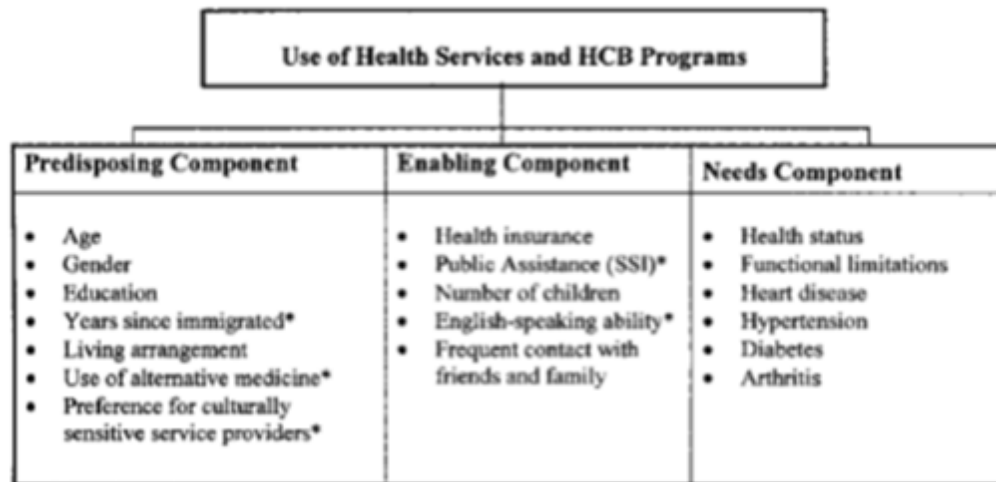 Use of Health Services and HCB Programs
Predisposing Component
• Age
• Gender
• Education
• Years since immigrated*
• Living arrangement
• Use of alternative medicine*
• Preference for culturally
sensitive service providers*
Enabling Component
• Health insurance
• Public Assistance (SSI)*
• Number of children
• English-speaking ability*
• Frequent contact with
friends and family
Needs Component
• Health status
• Functional limitations
• Heart disease
• Hypertension
• Diabetes
• Arthritis